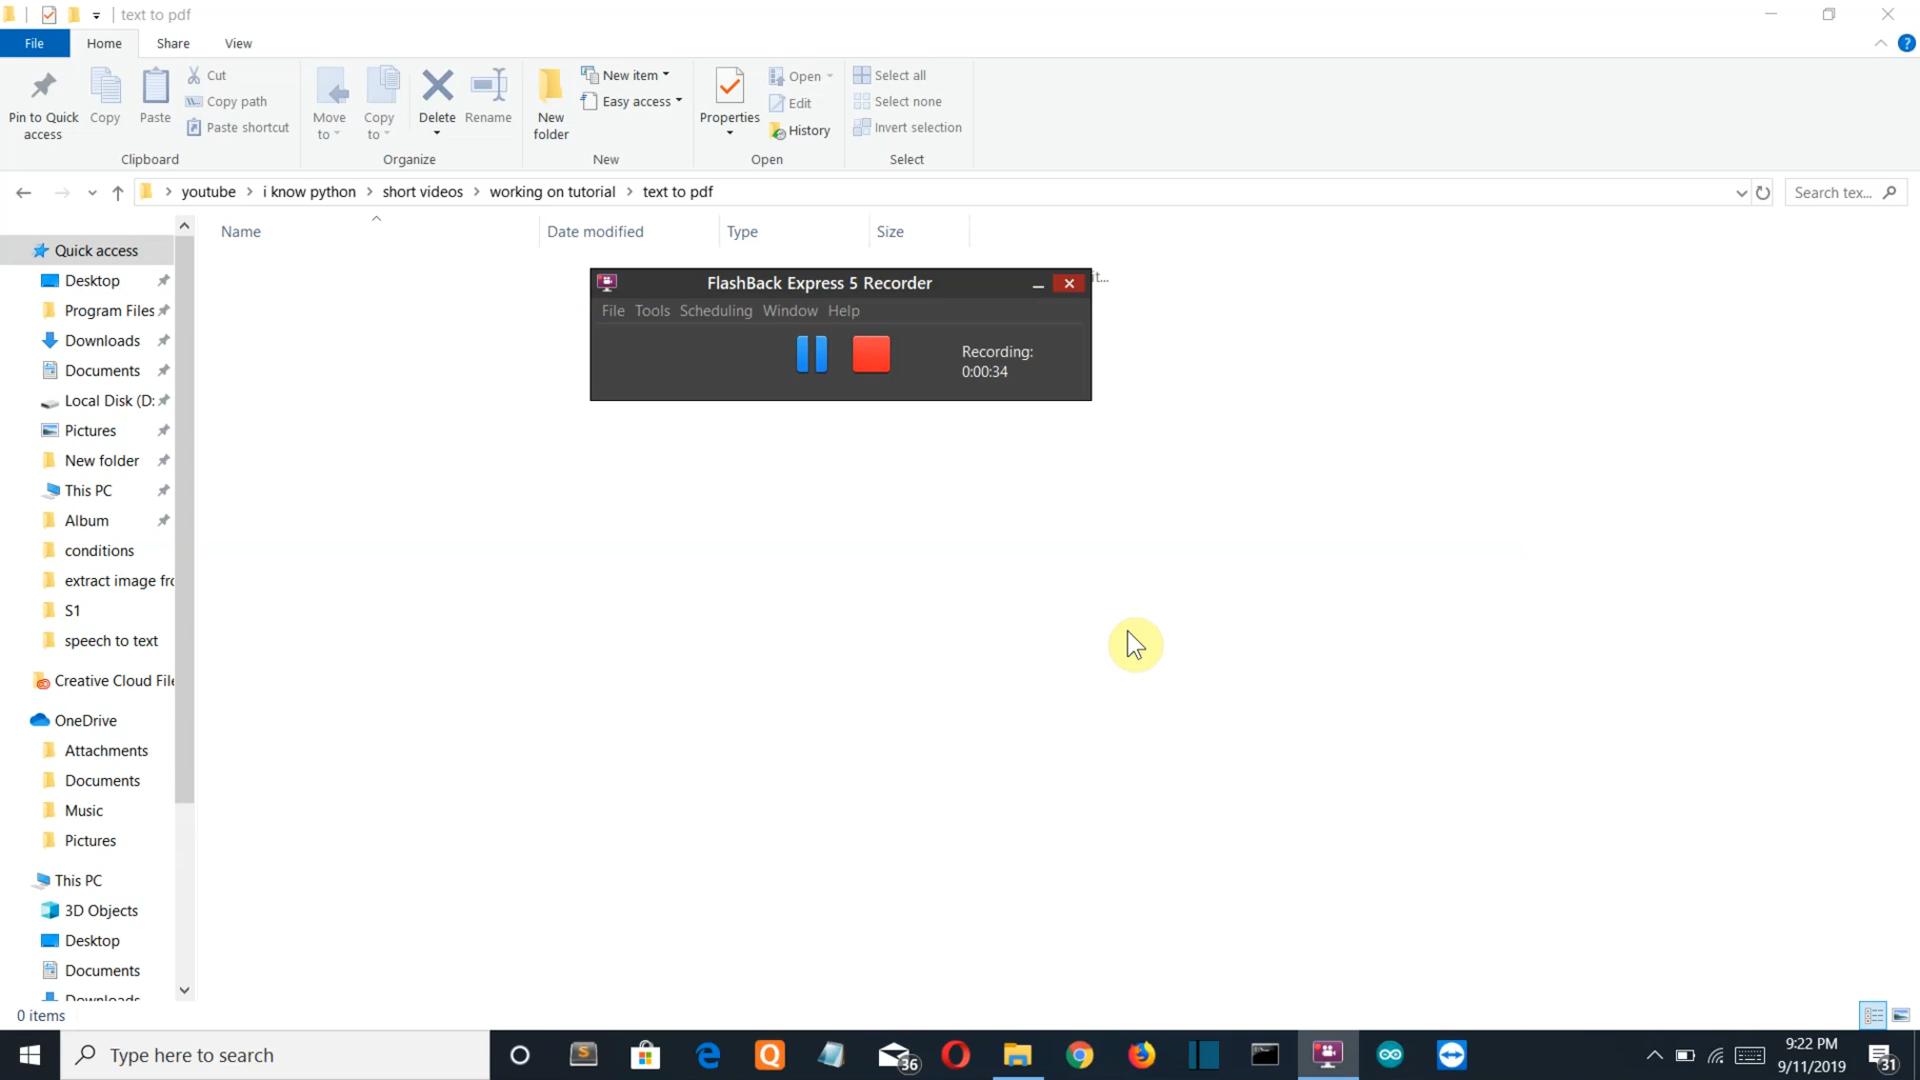 text to pdf
File Home Share View
Pin to Quick access
Copy
Paste
Cut
Copy path
Paste shortcut
Clipboard
Move to
Copy to
Delete
Rename
Organize
New folder
New item
Easy access
New
Properties
Open
Edit
History
Open
Select all
Select none
Invert selection
Select
youtube > i know python > short videos > working on tutorial > text to pdf
Search tex...
Name Date modified Type Size
it...
FlashBack Express 5 Recorder
File Tools Scheduling Window Help
Recording:
0:00:34
Quick access
Desktop
Program Files
Downloads
Documents
Local Disk (D:
Pictures
New folder
This PC
Album
conditions
extract image fro
S1
speech to text
Creative Cloud File
OneDrive
Attachments
Documents
Music
Pictures
This PC
3D Objects
Desktop
Documents
Downloads
0 items
Type here to search
36
9:22 PM
9/11/2019
31